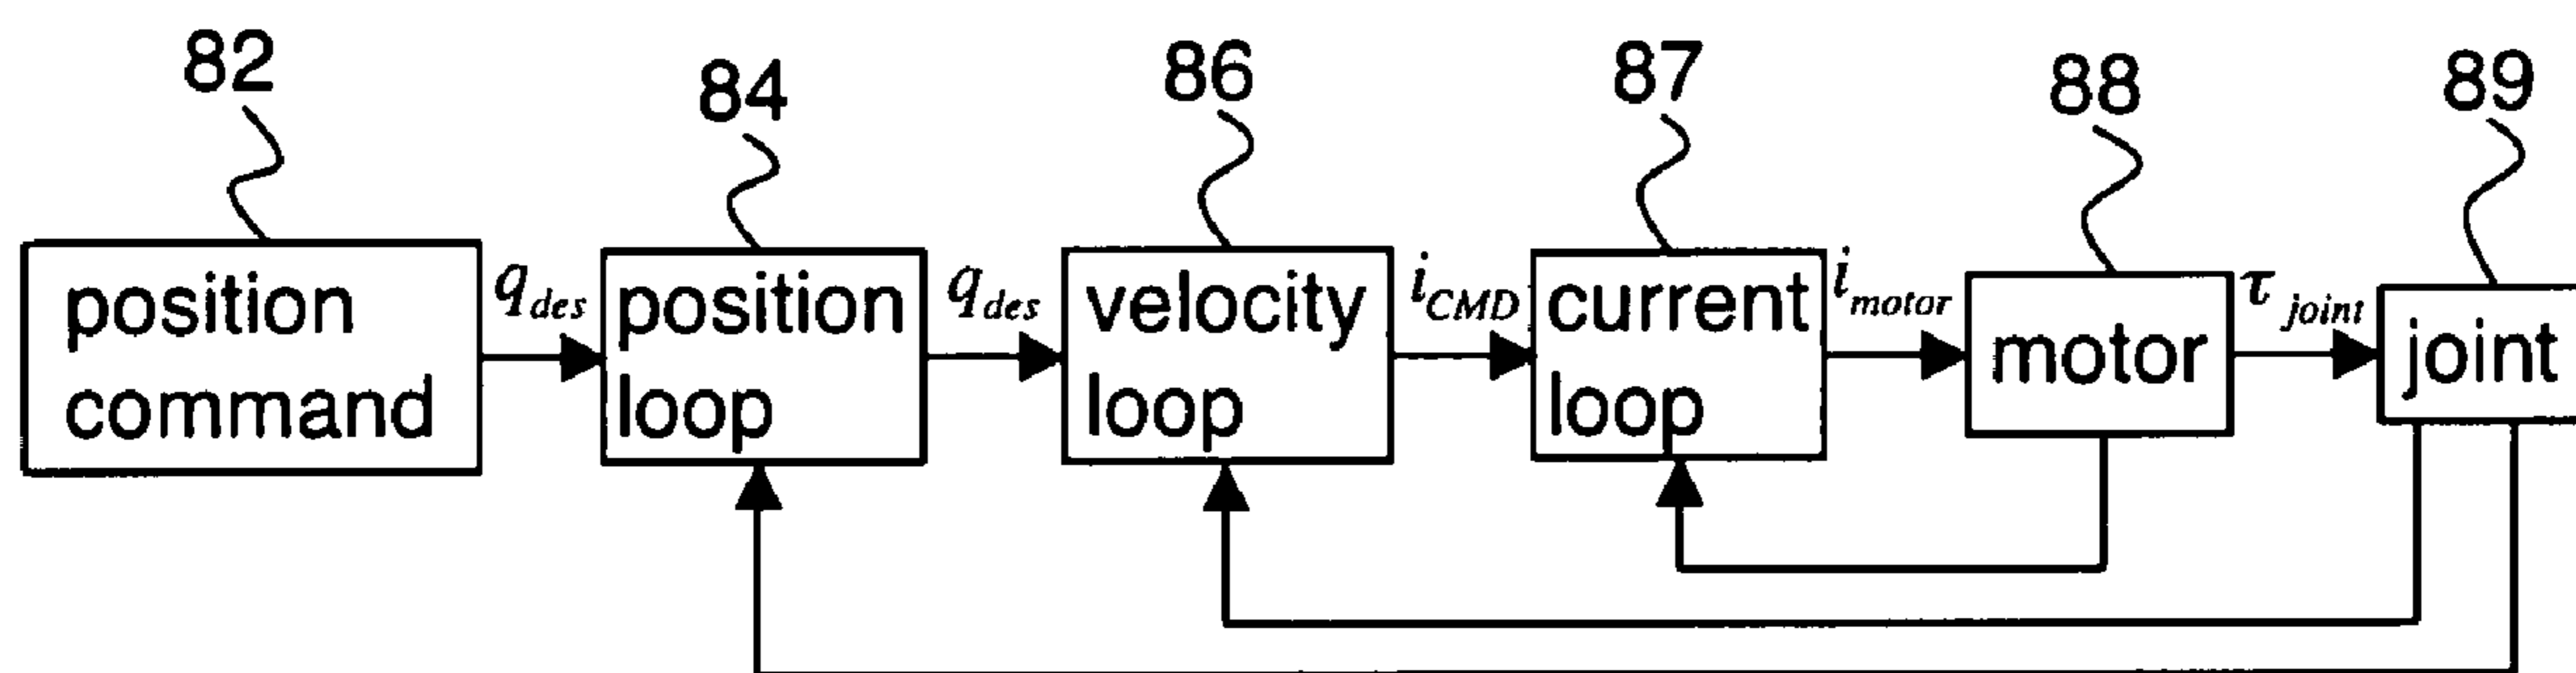 82
84
86
87
88
89
position
command
q_des
position
loop
q_des
velocity
loop
i_CMD
current
loop
i_motor
motor
τ_joint
joint